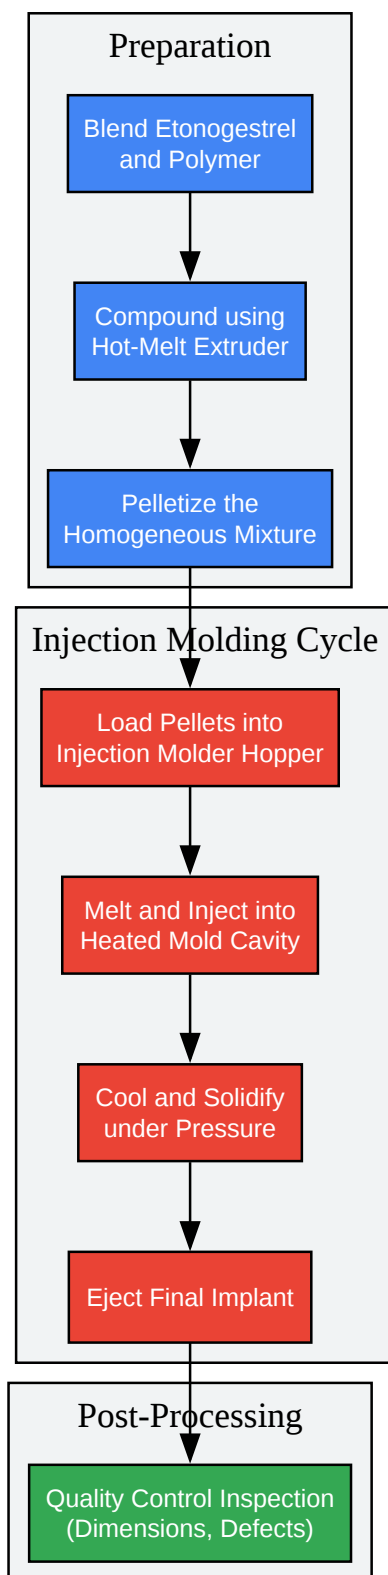 Preparation
Blend Etonogestrel
and Polymer
Compound using
Hot-Melt Extruder
Pelletize the
Homogeneous Mixture
Injection Molding Cycle
Load Pellets into
Injection Molder Hopper
Melt and Inject into
Heated Mold Cavity
Cool and Solidify
under Pressure
Eject Final Implant
Post-Processing
Quality Control Inspection
(Dimensions, Defects)